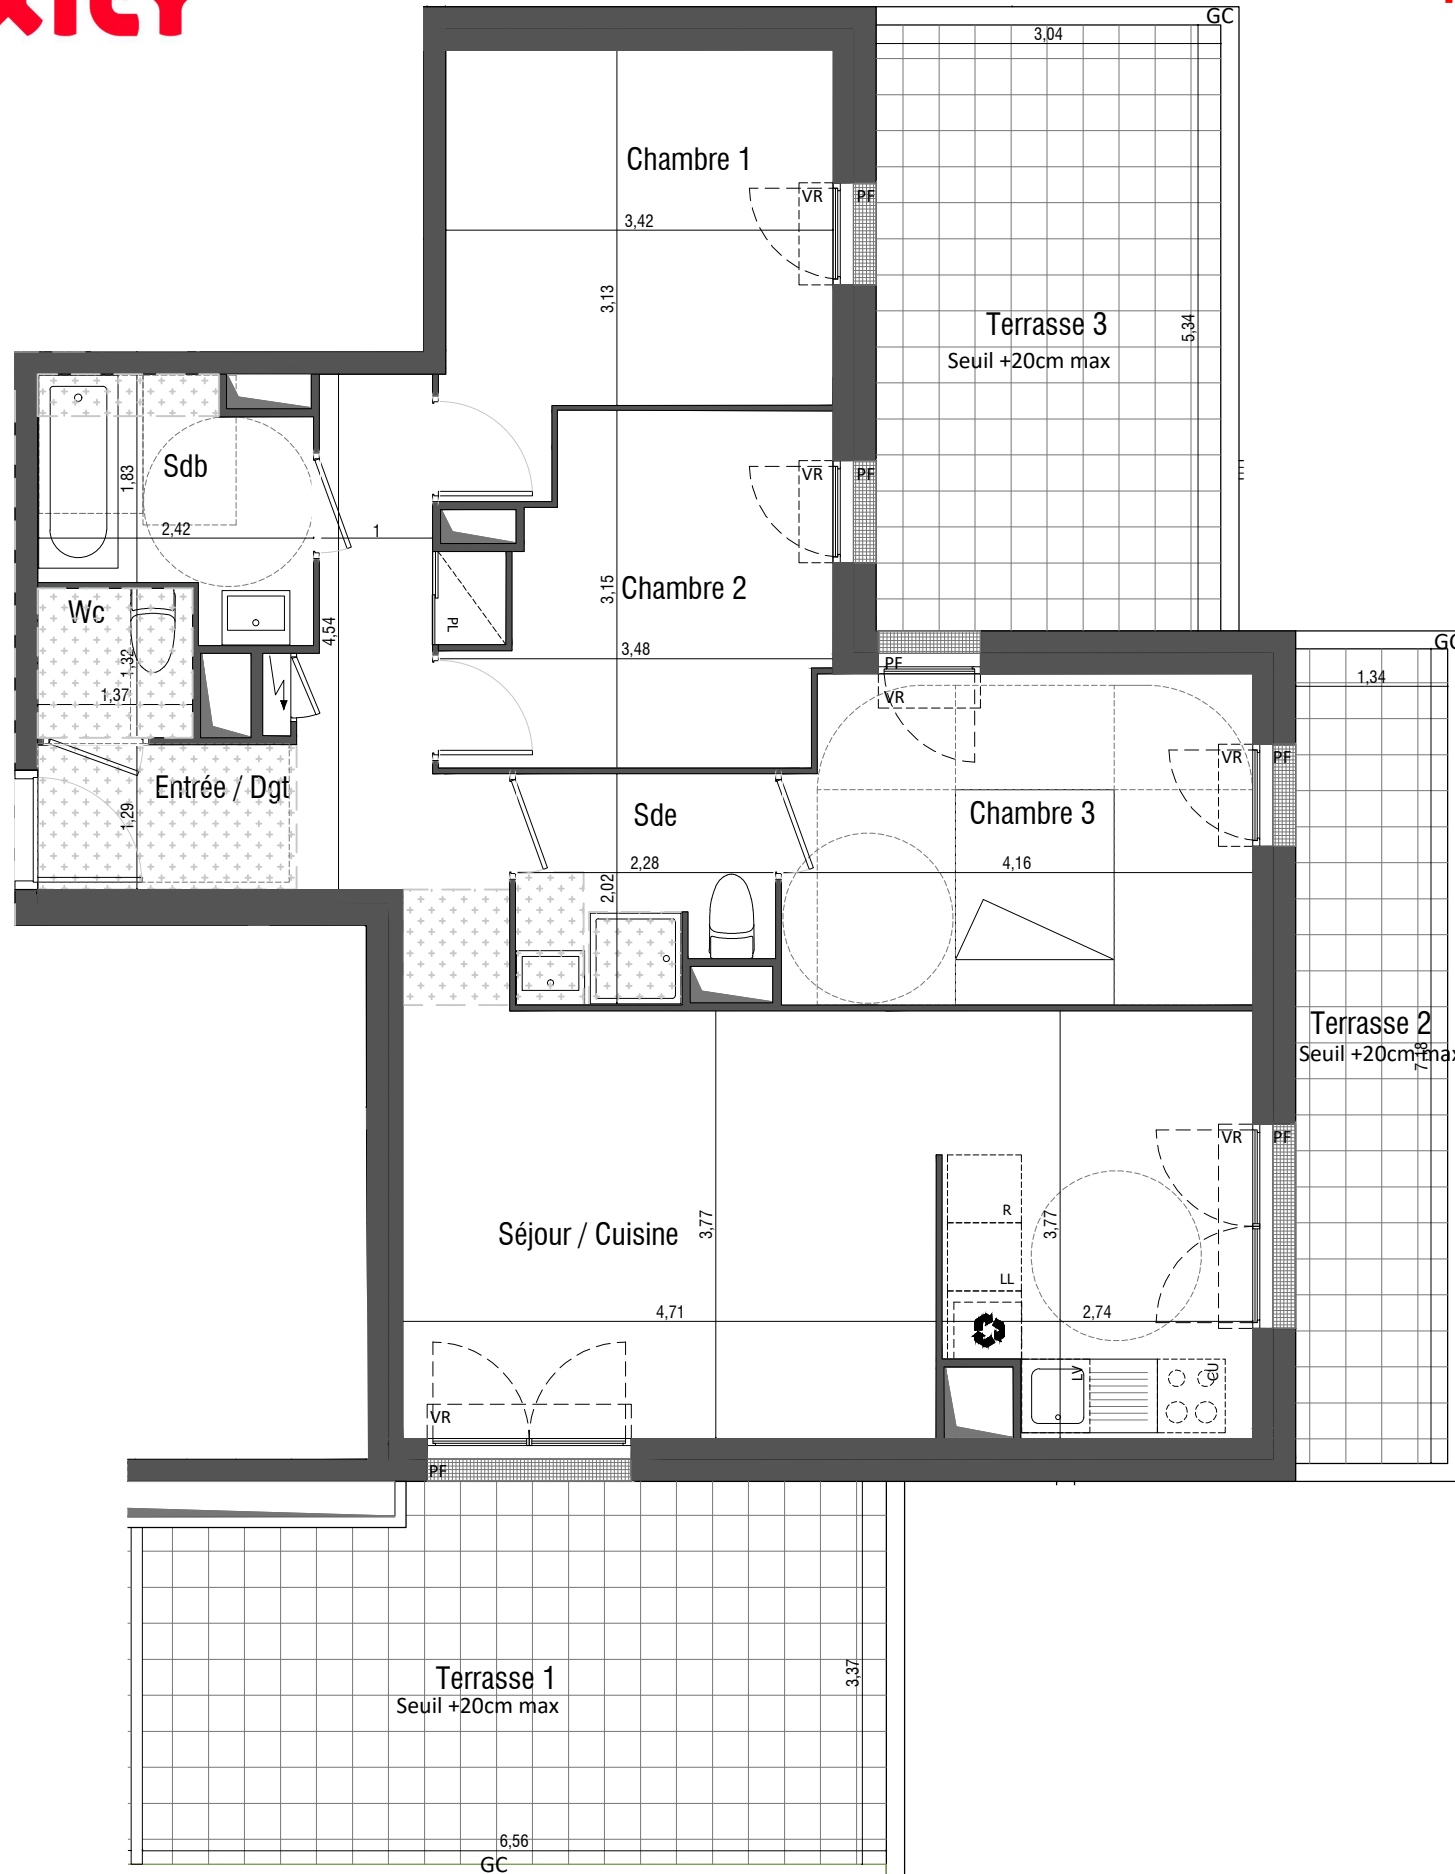 GC
3,04
Chambre 1
VR
PF
3,42
3,13
Terrasse 3
5,34
Seuil +20cm max
Sdb
1,83
VR
PF
2,42
1
Wc
3,15
Chambre 2
PL
4,54
GC
1,32
3,48
PF
1,37
1,34
VR
VR
PF
Entrée / Dgt
1,29
Sde
Chambre 3
2,28
4,16
2,02
Terrasse 2
Seuil +20cm max
7,18
VR
PF
R
Séjour / Cuisine
3,77
3,77
LL
4,71
2,74
LV
CU
VR
PF
Terrasse 1
3,37
Seuil +20cm max
6,56
GC